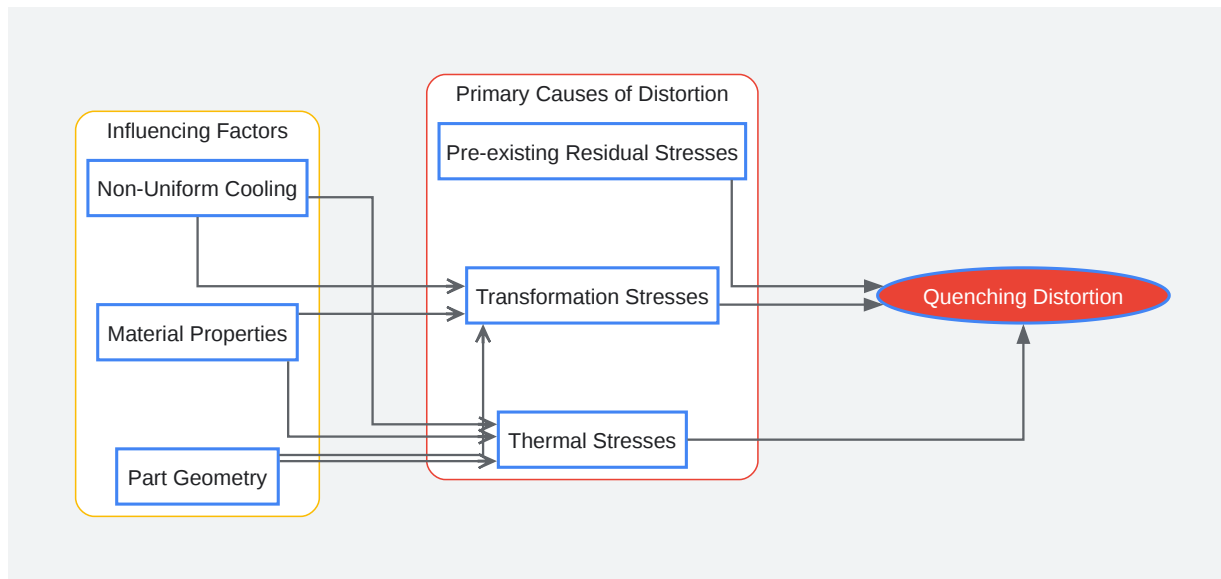 Influencing Factors
Non-Uniform Cooling
Material Properties
Part Geometry
Primary Causes of Distortion
Pre-existing Residual Stresses
Transformation Stresses
Thermal Stresses
Quenching Distortion